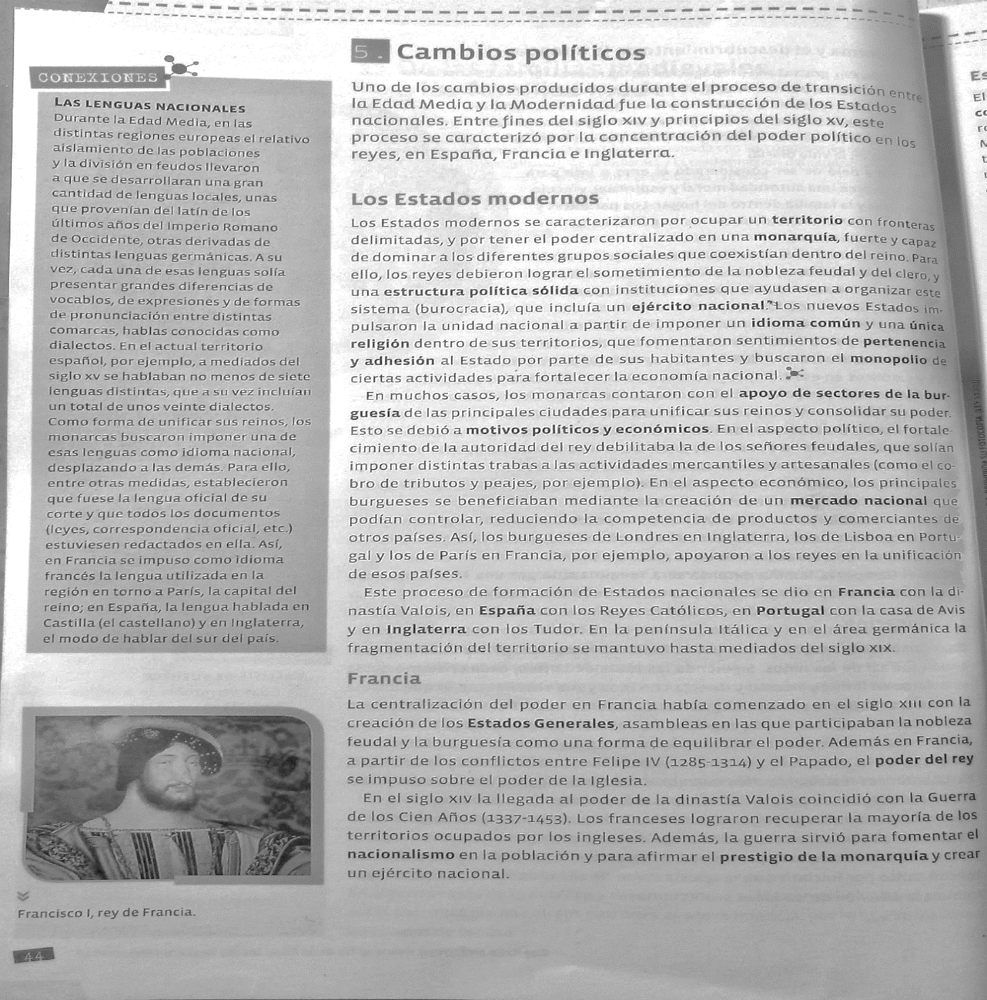 CONEXIONES
LAS LENGUAS NACIONALES
Durante la Edad Media, en las
distintas regiones europeas el relativo
aislamiento de las poblaciones
y la división en feudos llevaron
a que se desarrollaran una gran
cantidad de lenguas locales, unas
que provenían del latín de los
últimos años del Imperio Romano
de Occidente, otras derivadas de
distintas lenguas germánicas. A su
vez, cada una de esas lenguas solía
presentar grandes diferencias de
vocablos, de expresiones y de formas
de pronunciación entre distintas
comarcas, hablas conocidas como
dialectos. En el actual territorio
español, por ejemplo, a mediados del
siglo XV se hablaban no menos de siete
lenguas distintas, que a su vez incluían
un total de unos veinte dialectos.
Como forma de unificar sus reinos, los
monarcas buscaron imponer una de
esas lenguas como idioma nacional,
desplazando a las demás. Para ello,
entre otras medidas, establecieron
que fuese la lengua oficial de su
corte y que todos los documentos
(leyes, correspondencia oficial, etc.)
estuviesen redactados en ella. Así,
en Francia se impuso como idioma
francés la lengua utilizada en la
región en torno a París, la capital del
reino; en España, la lengua hablada en
Castilla (el castellano) y en Inglaterra,
el modo de hablar del sur del país.
Francisco I, rey de Francia.
44
5. Cambios políticos
Uno de los cambios producidos durante el proceso de transición entre
la Edad Media y la Modernidad fue la construcción de los Estados
nacionales. Entre fines del siglo XIV y principios del siglo XV, este
proceso se caracterizó por la concentración del poder político en los
reyes, en España, Francia e Inglaterra.
Los Estados modernos
Los Estados modernos se caracterizaron por ocupar un territorio con fronteras
delimitadas, y por tener el poder centralizado en una monarquía, fuerte y capaz
de dominar a los diferentes grupos sociales que coexistían dentro del reino. Para
ello, los reyes debieron lograr el sometimiento de la nobleza feudal y del clero, y
una estructura política sólida con instituciones que ayudasen a organizar este
sistema (burocracia), que incluía un ejército nacional. Los nuevos Estados im-
pulsaron la unidad nacional a partir de imponer un idioma común y una única
religión dentro de sus territorios, que fomentaron sentimientos de pertenencia
y adhesión al Estado por parte de sus habitantes y buscaron el monopolio de
ciertas actividades para fortalecer la economía nacional.
En muchos casos, los monarcas contaron con el apoyo de sectores de la bur-
guesía de las principales ciudades para unificar sus reinos y consolidar su poder.
Esto se debió a motivos políticos y económicos. En el aspecto político, el fortale-
cimiento de la autoridad del rey debilitaba la de los señores feudales, que solían
imponer distintas trabas a las actividades mercantiles y artesanales (como el co-
bro de tributos y peajes, por ejemplo). En el aspecto económico, los principales
burgueses se beneficiaban mediante la creación de un mercado nacional que
podían controlar, reduciendo la competencia de productos y comerciantes de
otros países. Así, los burgueses de Londres en Inglaterra, los de Lisboa en Portu-
gal y los de París en Francia, por ejemplo, apoyaron a los reyes en la unificación
de esos países.
Este proceso de formación de Estados nacionales se dio en Francia con la di-
nastía Valois, en España con los Reyes Católicos, en Portugal con la casa de Avis
y en Inglaterra con los Tudor. En la península Itálica y en el área germánica la
fragmentación del territorio se mantuvo hasta mediados del siglo XIX.
Francia
La centralización del poder en Francia había comenzado en el siglo XIII con la
creación de los Estados Generales, asambleas en las que participaban la nobleza
feudal y la burguesía como una forma de equilibrar el poder. Además en Francia,
a partir de los conflictos entre Felipe IV (1285-1314) y el Papado, el poder del rey
se impuso sobre el poder de la Iglesia.
En el siglo XIV la llegada al poder de la dinastía Valois coincidió con la Guerra
de los Cien Años (1337-1453). Los franceses lograron recuperar la mayoría de los
territorios ocupados por los ingleses. Además, la guerra sirvió para fomentar el
nacionalismo en la población y para afirmar el prestigio de la monarquía y crear
un ejército nacional.
El